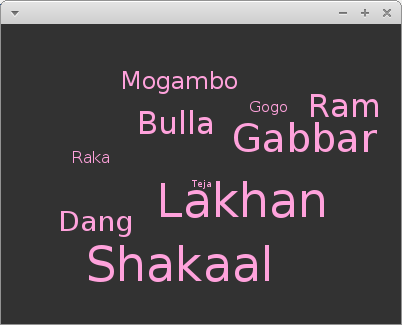 Mogambo
Gogo
Ram
Bulla
Gabbar
Raka
Teja
Lakhan
Dang
Shakaal